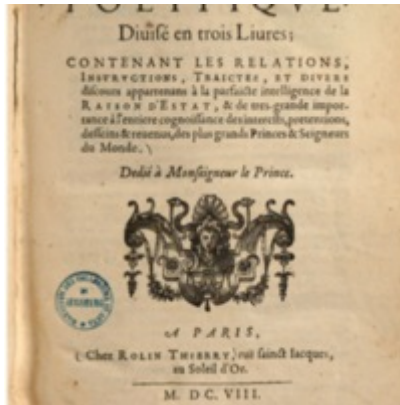 POLITIQVE
Diuisé en trois Liures;
CONTENANT LES RELATIONS,
INSTRVCTIONS, TRAICTEZ, ET DIVERS
discours appartenans à la parfaicte intelligence de la
RAISON D'ESTAT, & de tres-grande impor-
tance à l'entiere cognoissance des interests, pretentions,
desseins & reuenus, des plus grands Princes & Seigneurs
du Monde.
Dedié à Monseigneur le Prince.
A PARIS,
Chez ROLIN THIERRY, ruë sainct Iacques,
au Soleil d'Or.
M. DC. VIII.